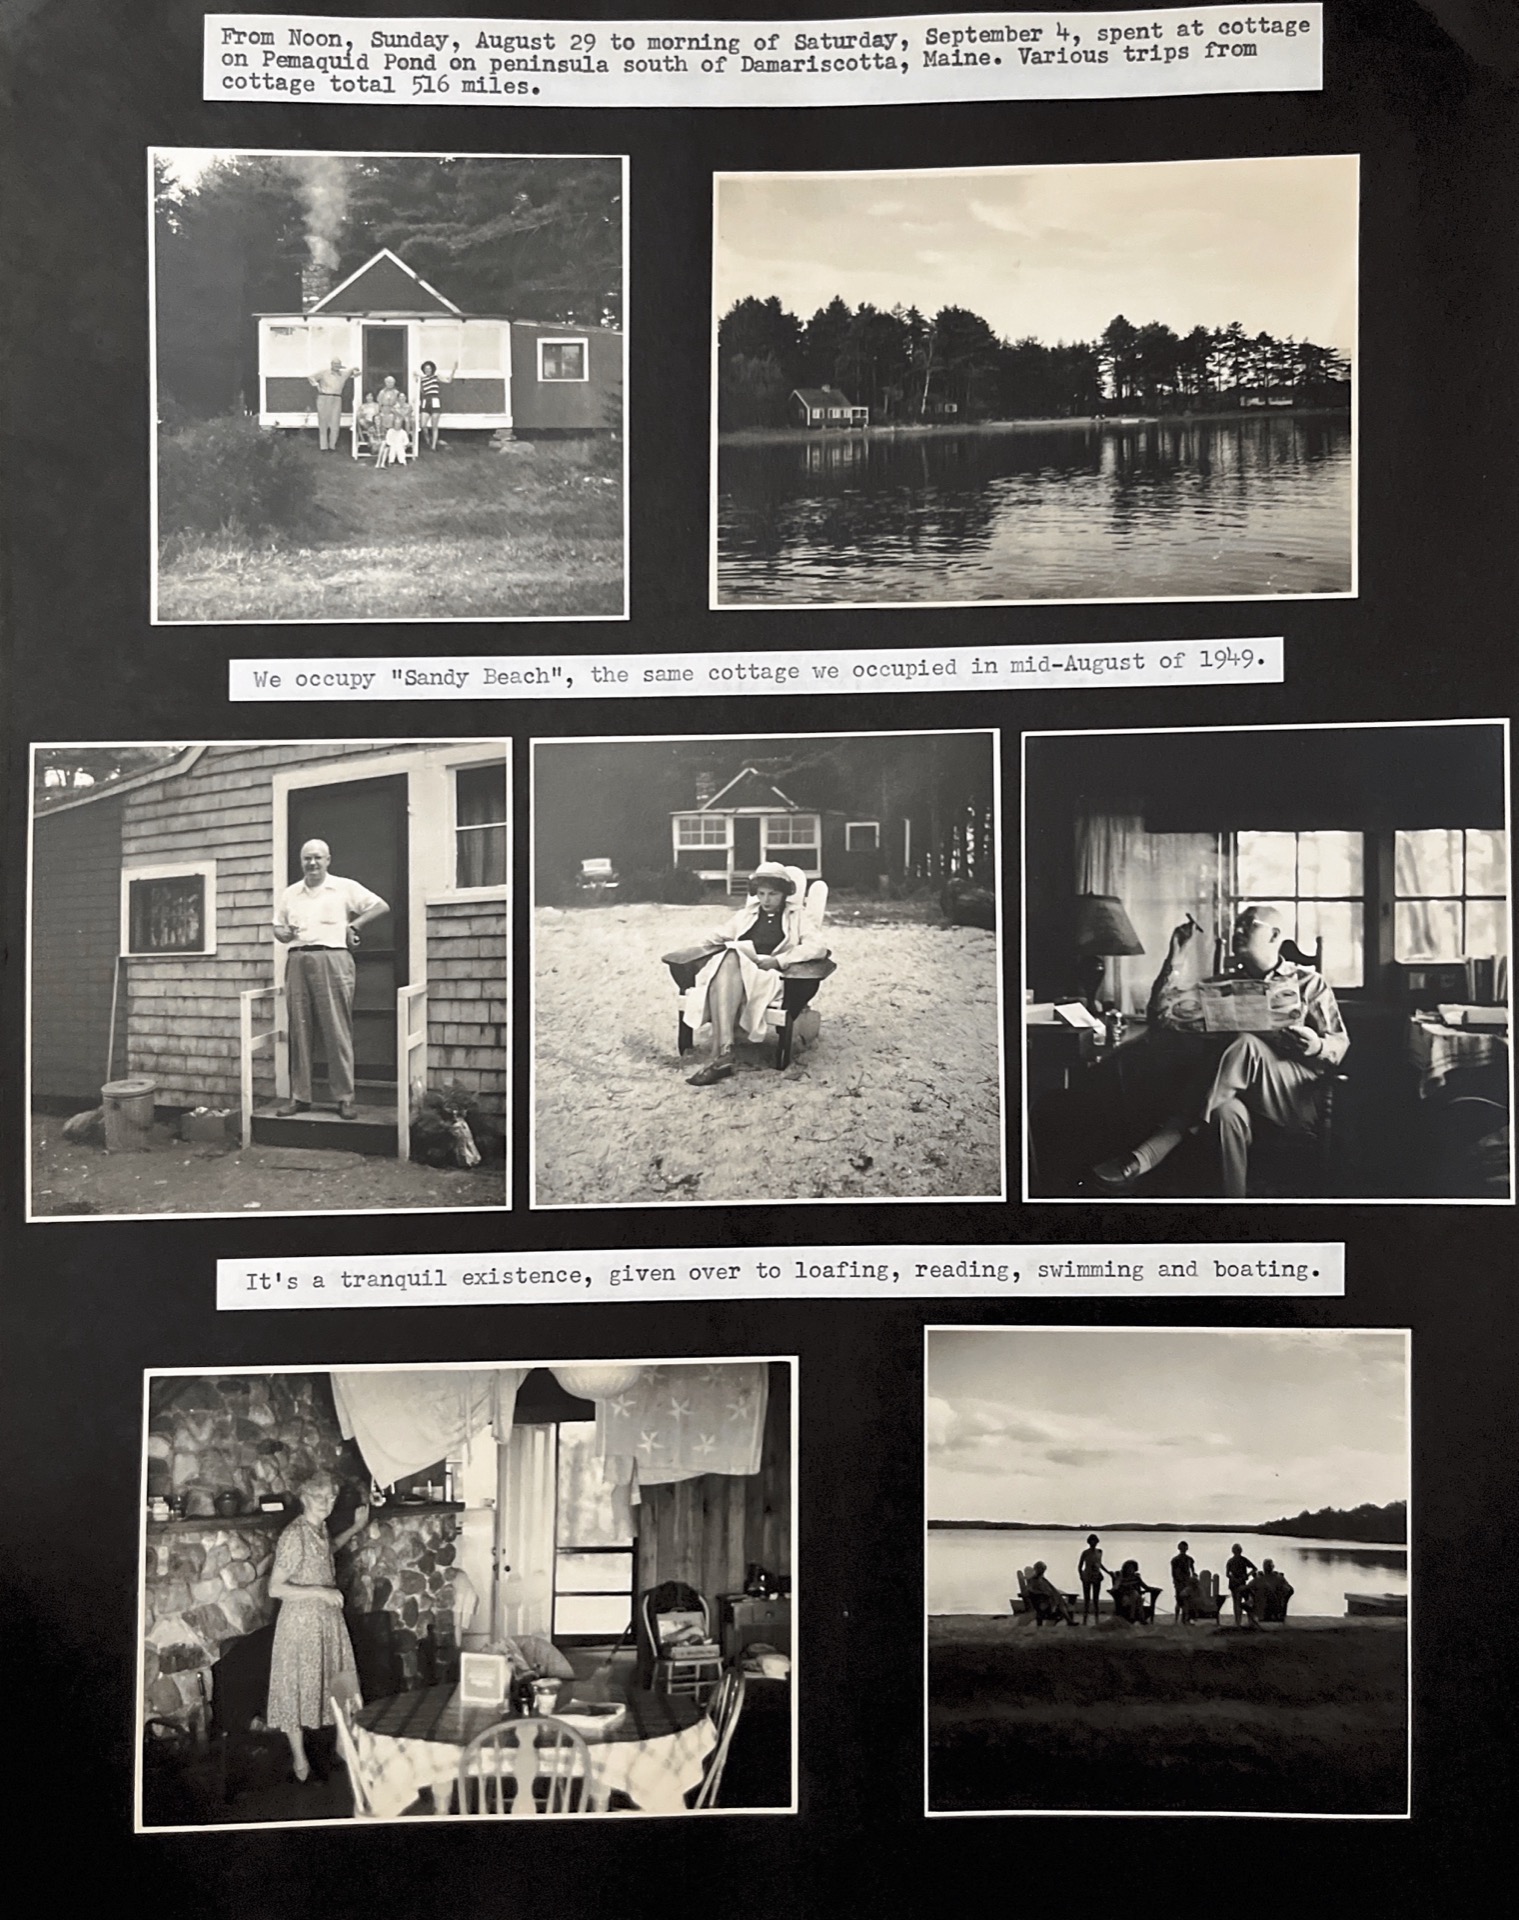 From Noon, Sunday, August 29 to morning of Saturday, September 4, spent at cottage
on Pemaquid Pond on peninsula south of Damariscotta, Maine. Various trips from
cottage total 516 miles.
We occupy "Sandy Beach", the same cottage we occupied in mid-August of 1949.
It's a tranquil existence, given over to loafing, reading, swimming and boating.